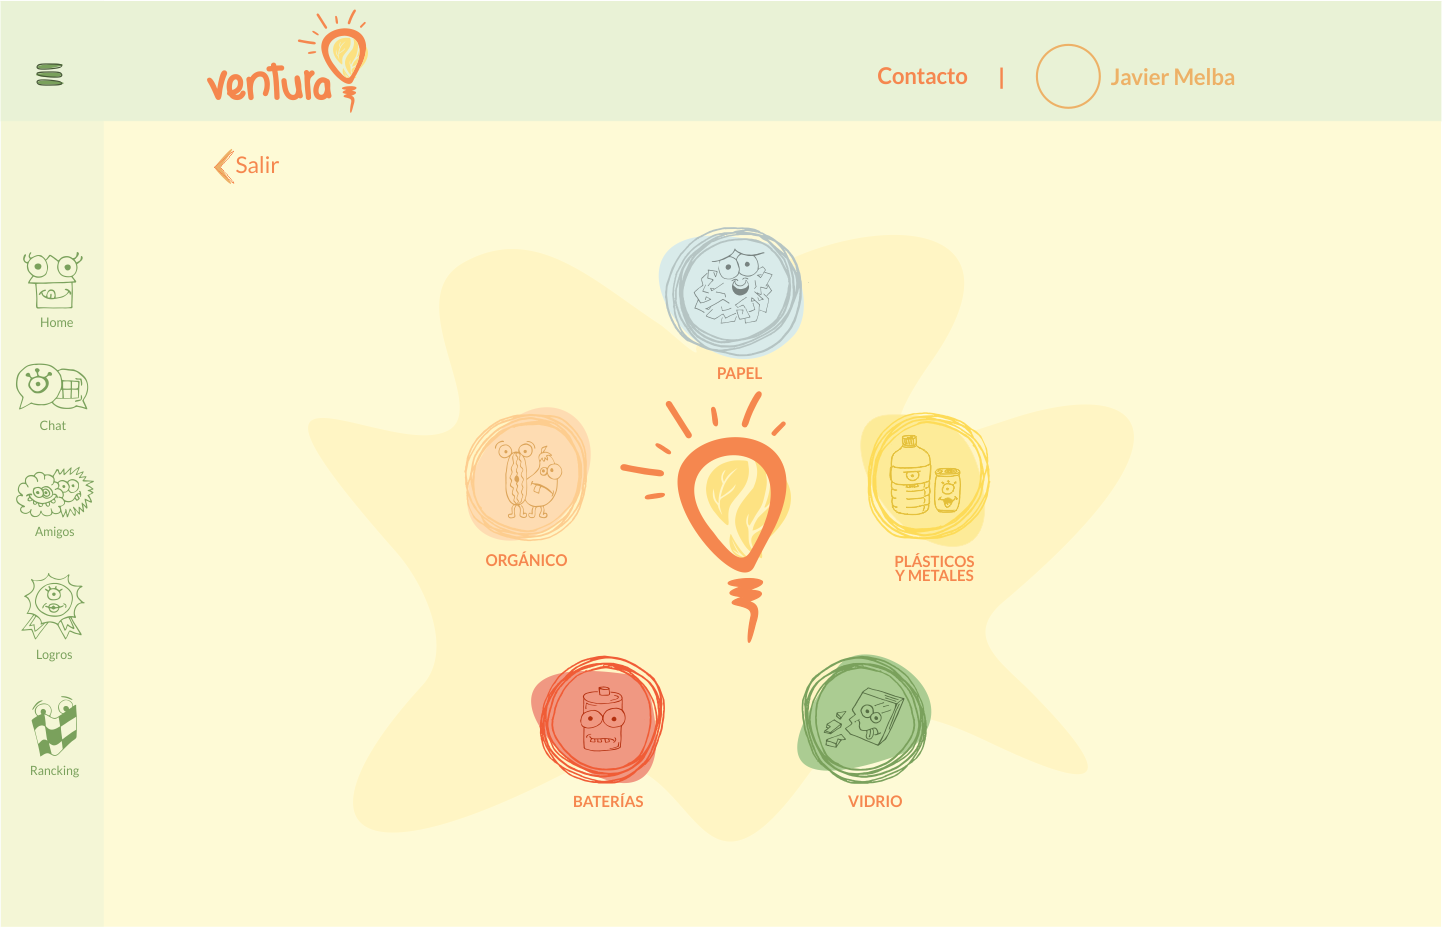 ventura
Contacto | Javier Melba
Salir
Home
Chat
Amigos
Logros
Rancking
PAPEL
ORGÁNICO
PLÁSTICOS
Y METALES
BATERÍAS
VIDRIO